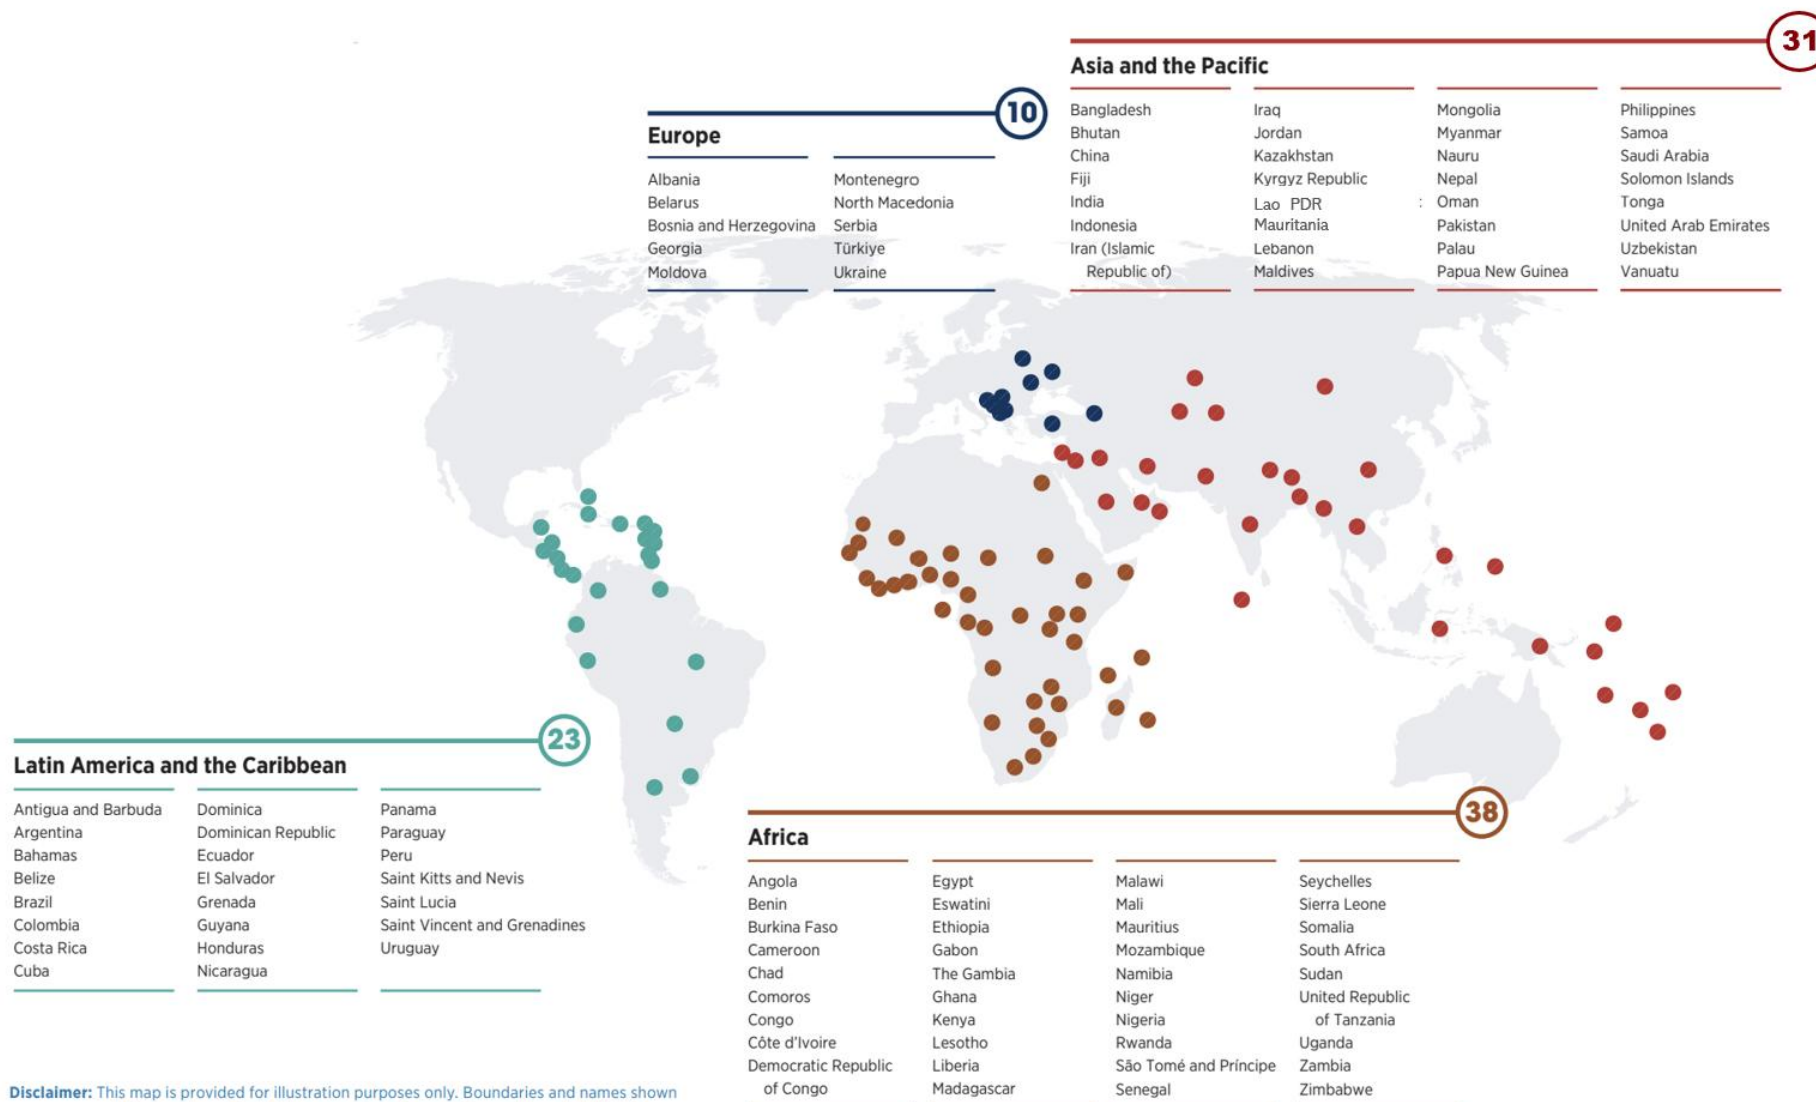 31
Asia and the Pacific
Bangladesh
Bhutan
China
Fiji
India
Indonesia
Iran (Islamic
Republic of)
Iraq
Jordan
Kazakhstan
Kyrgyz Republic
Lao PDR
Mauritania
Lebanon
Maldives
Mongolia
Myanmar
Nauru
Nepal
: Oman
Pakistan
Palau
Papua New Guinea
Philippines
Samoa
Saudi Arabia
Solomon Islands
Tonga
United Arab Emirates
Uzbekistan
Vanuatu
10
Europe
Albania
Belarus
Bosnia and Herzegovina
Georgia
Moldova
Montenegro
North Macedonia
Serbia
Türkiye
Ukraine
23
Latin America and the Caribbean
Antigua and Barbuda
Argentina
Bahamas
Belize
Brazil
Colombia
Costa Rica
Cuba
Dominica
Dominican Republic
Ecuador
El Salvador
Grenada
Guyana
Honduras
Nicaragua
Panama
Paraguay
Peru
Saint Kitts and Nevis
Saint Lucia
Saint Vincent and Grenadines
Uruguay
38
Africa
Angola
Benin
Burkina Faso
Cameroon
Chad
Comoros
Congo
Côte d'Ivoire
Democratic Republic
of Congo
Egypt
Eswatini
Ethiopia
Gabon
The Gambia
Ghana
Kenya
Lesotho
Liberia
Madagascar
Malawi
Mali
Mauritius
Mozambique
Namibia
Niger
Nigeria
Rwanda
São Tomé and Príncipe
Senegal
Seychelles
Sierra Leone
Somalia
South Africa
Sudan
United Republic
of Tanzania
Uganda
Zambia
Zimbabwe
Disclaimer: This map is provided for illustration purposes only. Boundaries and names shown